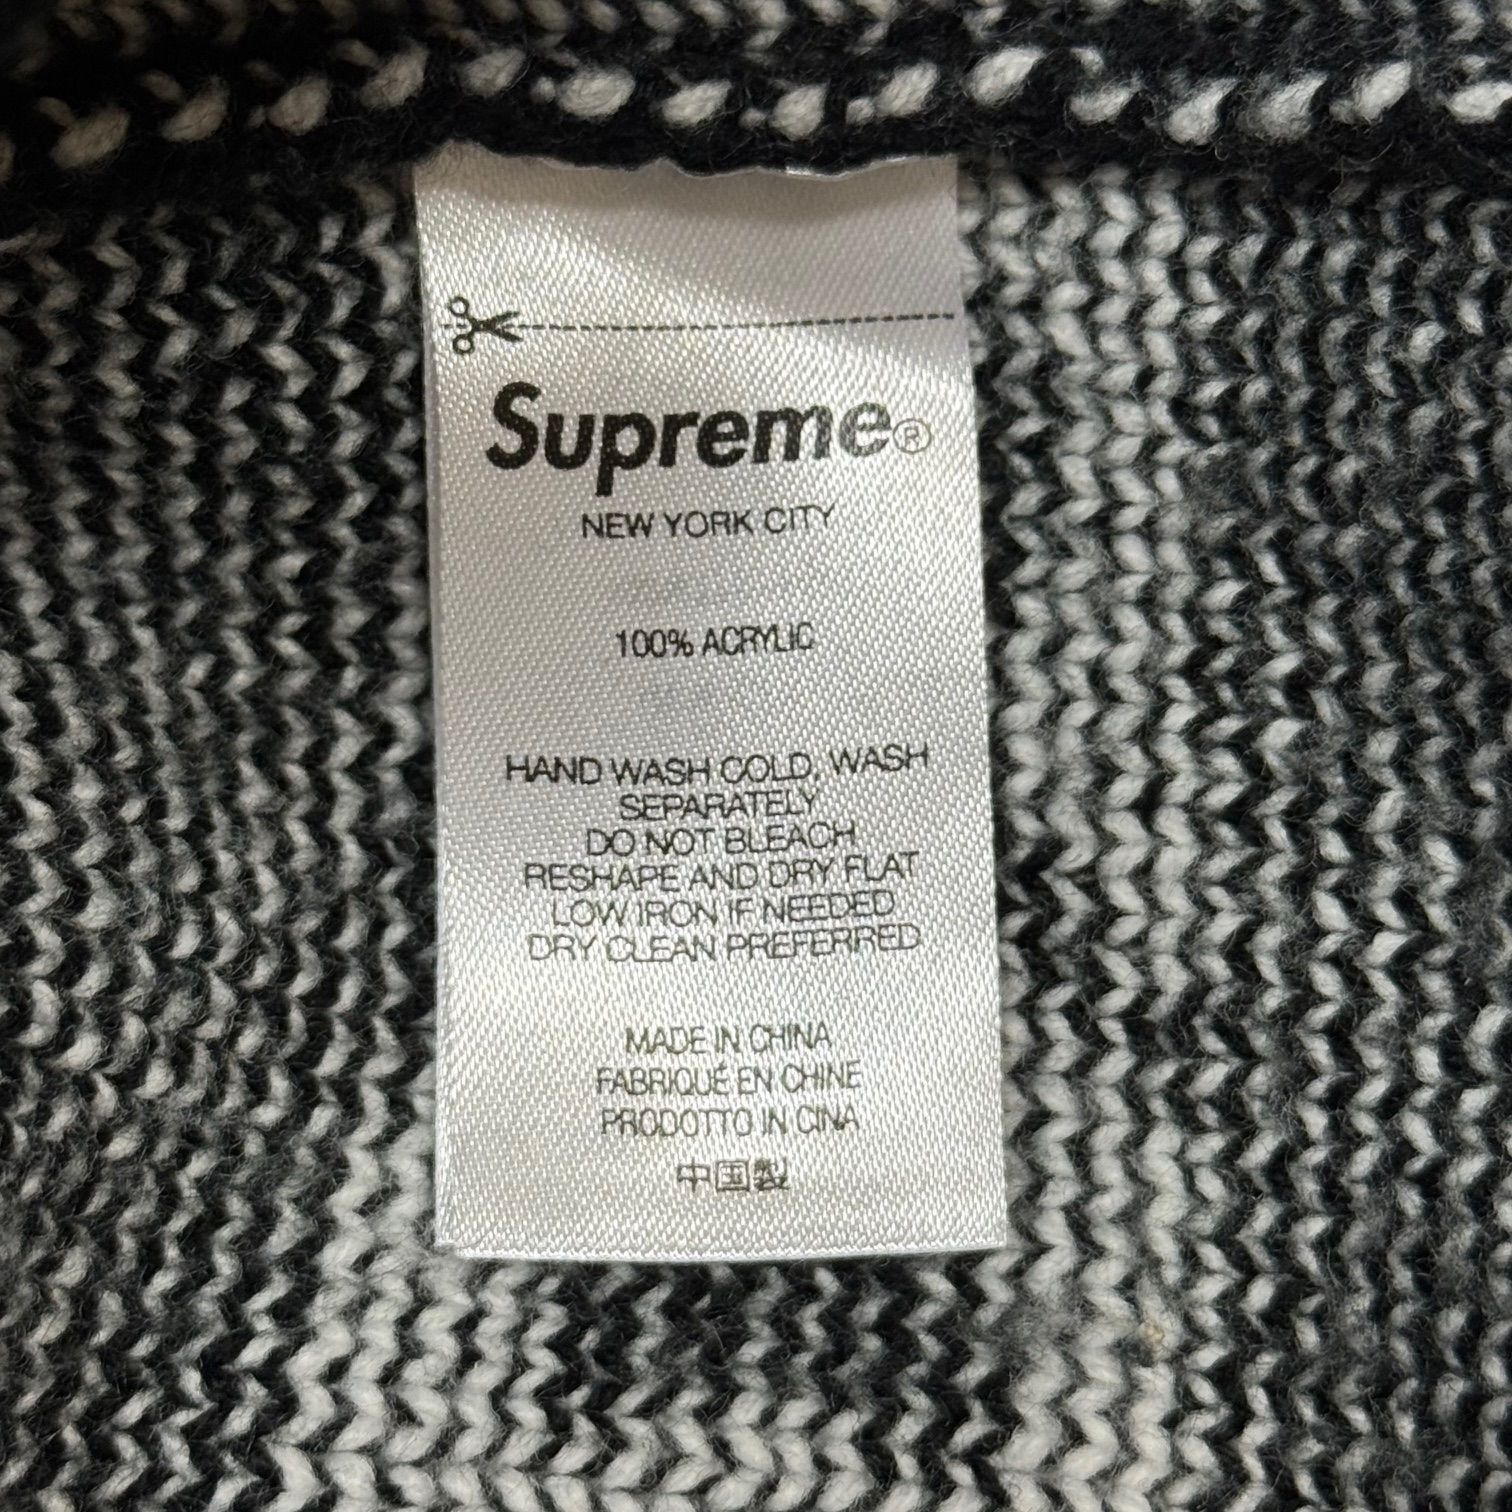 Supreme®
NEW YORK CITY
100% ACRYLIC
HAND WASH COLD, WASH
SEPARATELY
DO NOT BLEACH
RESHAPE AND DRY FLAT
LOW IRON IF NEEDED
DRY CLEAN PREFERRED
MADE IN CHINA
FABRIQUÉ EN CHINE
PRODOTTO IN CINA
中国製